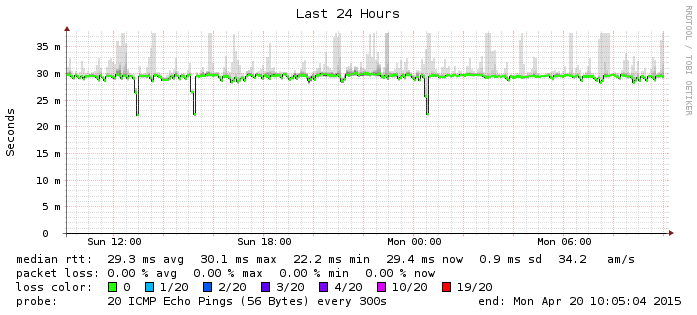 Last 24 Hours
RRDTOOL / TOBI OETIKER
Seconds
35 m
30 m
25 m
20 m
15 m
10 m
5 m
0
Sun 12:00 Sun 18:00 Mon 00:00 Mon 06:00
median rtt: 29.3 ms avg 30.1 ms max 22.2 ms min 29.4 ms now 0.9 ms sd 34.2 am/s
packet loss: 0.00 % avg 0.00 % max 0.00 % min 0.00 % now
loss color: 0 1/20 2/20 3/20 4/20 10/20 19/20
probe: 20 ICMP Echo Pings (56 Bytes) every 300s end: Mon Apr 20 10:05:04 2015